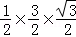 1/2 × 3/2 × √3/2